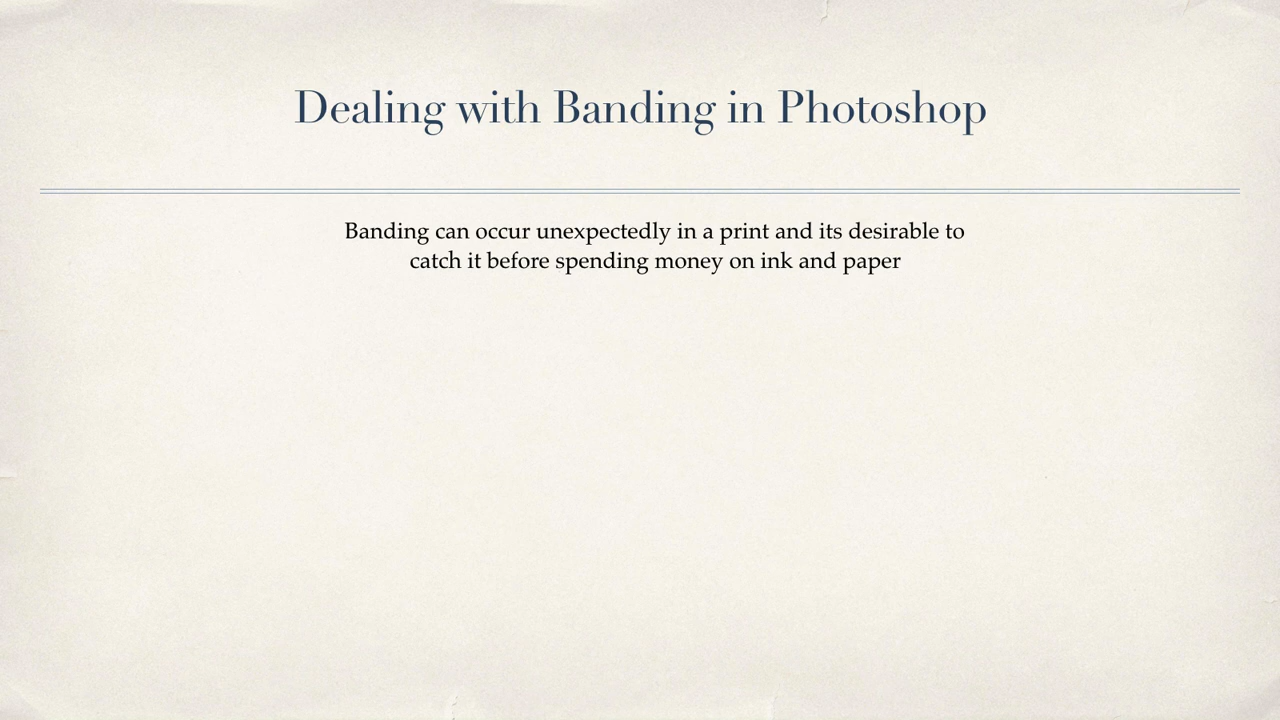 Dealing with Banding in Photoshop
Banding can occur unexpectedly in a print and its desirable to
catch it before spending money on ink and paper